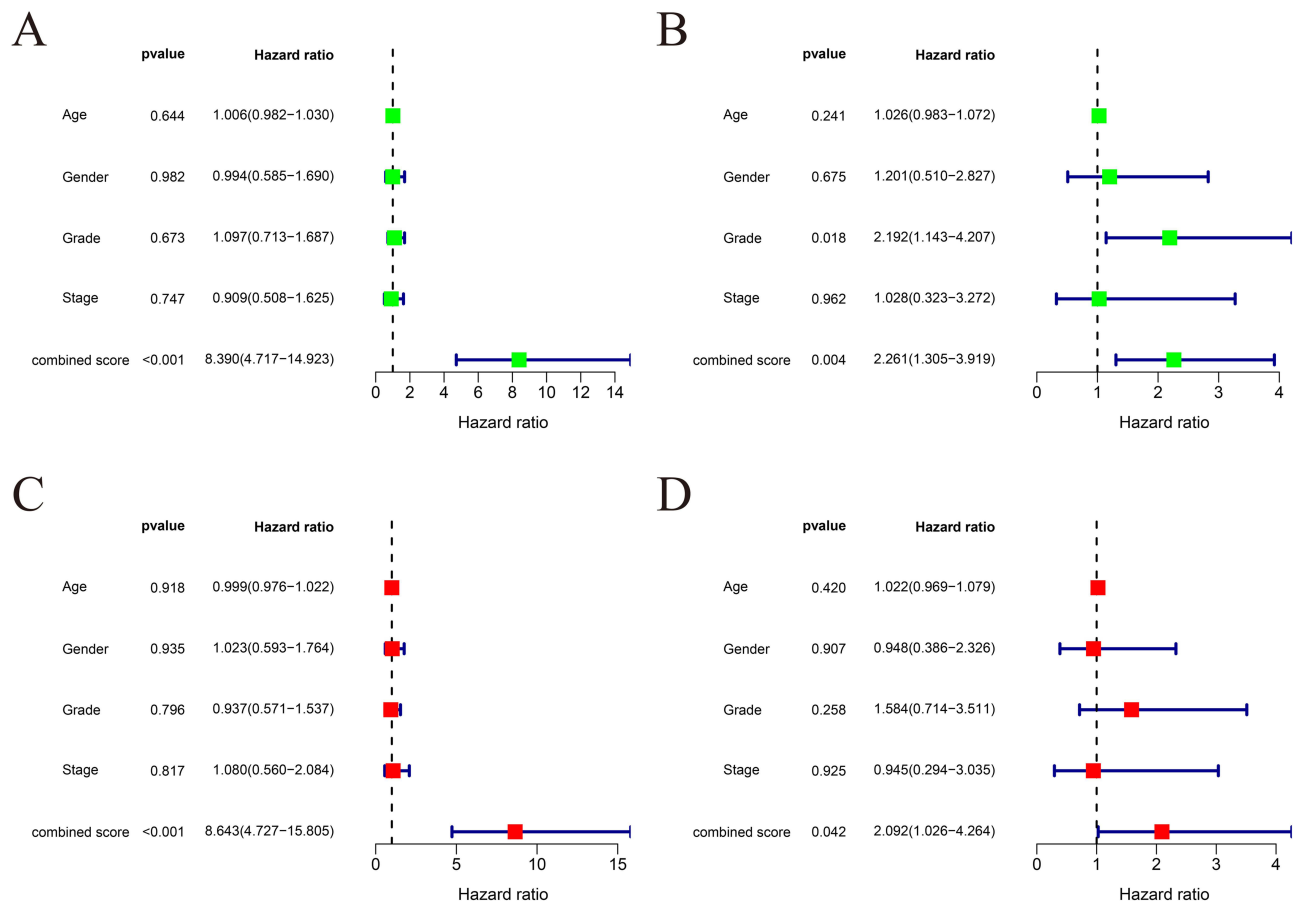 A
pvalue Hazard ratio
Age 0.644 1.006(0.982−1.030)
Gender 0.982 0.994(0.585−1.690)
Grade 0.673 1.097(0.713−1.687)
Stage 0.747 0.909(0.508−1.625)
combined score <0.001 8.390(4.717−14.923)
0 2 4 6 8 10 12 14
Hazard ratio
B
pvalue Hazard ratio
Age 0.241 1.026(0.983−1.072)
Gender 0.675 1.201(0.510−2.827)
Grade 0.018 2.192(1.143−4.207)
Stage 0.962 1.028(0.323−3.272)
combined score 0.004 2.261(1.305−3.919)
0 1 2 3 4
Hazard ratio
C
pvalue Hazard ratio
Age 0.918 0.999(0.976−1.022)
Gender 0.935 1.023(0.593−1.764)
Grade 0.796 0.937(0.571−1.537)
Stage 0.817 1.080(0.560−2.084)
combined score <0.001 8.643(4.727−15.805)
0 5 10 15
Hazard ratio
D
pvalue Hazard ratio
Age 0.420 1.022(0.969−1.079)
Gender 0.907 0.948(0.386−2.326)
Grade 0.258 1.584(0.714−3.511)
Stage 0.925 0.945(0.294−3.035)
combined score 0.042 2.092(1.026−4.264)
0 1 2 3 4
Hazard ratio